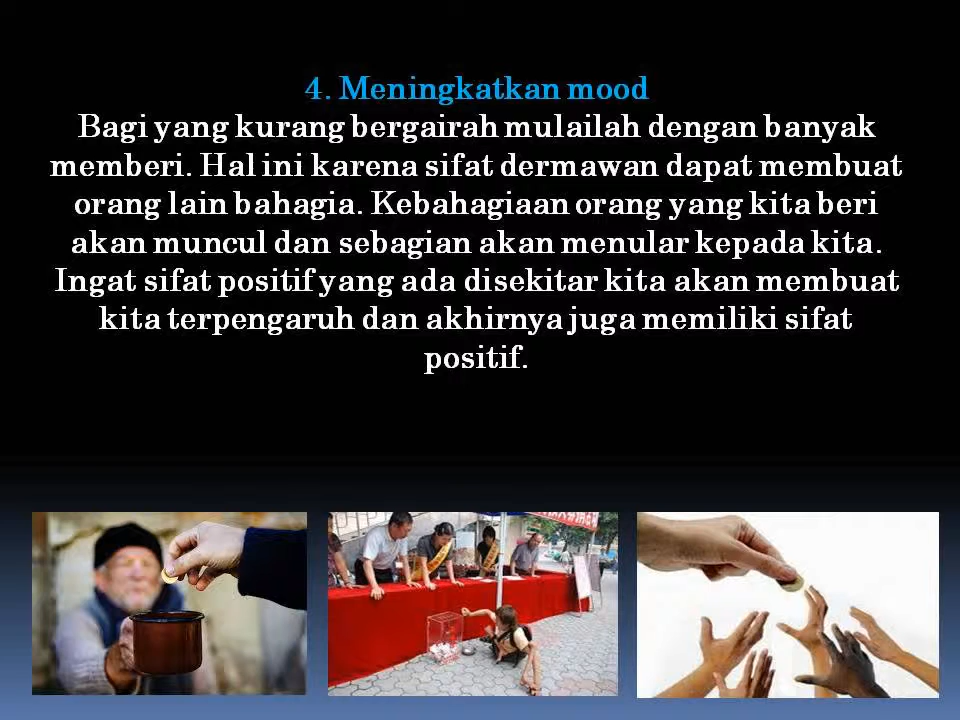 4. Meningkatkan mood
Bagi yang kurang bergairah mulailah dengan banyak
memberi. Hal ini karena sifat dermawan dapat membuat
orang lain bahagia. Kebahagiaan orang yang kita beri
akan muncul dan sebagian akan menular kepada kita.
Ingat sifat positif yang ada disekitar kita akan membuat
kita terpengaruh dan akhirnya juga memiliki sifat
positif.